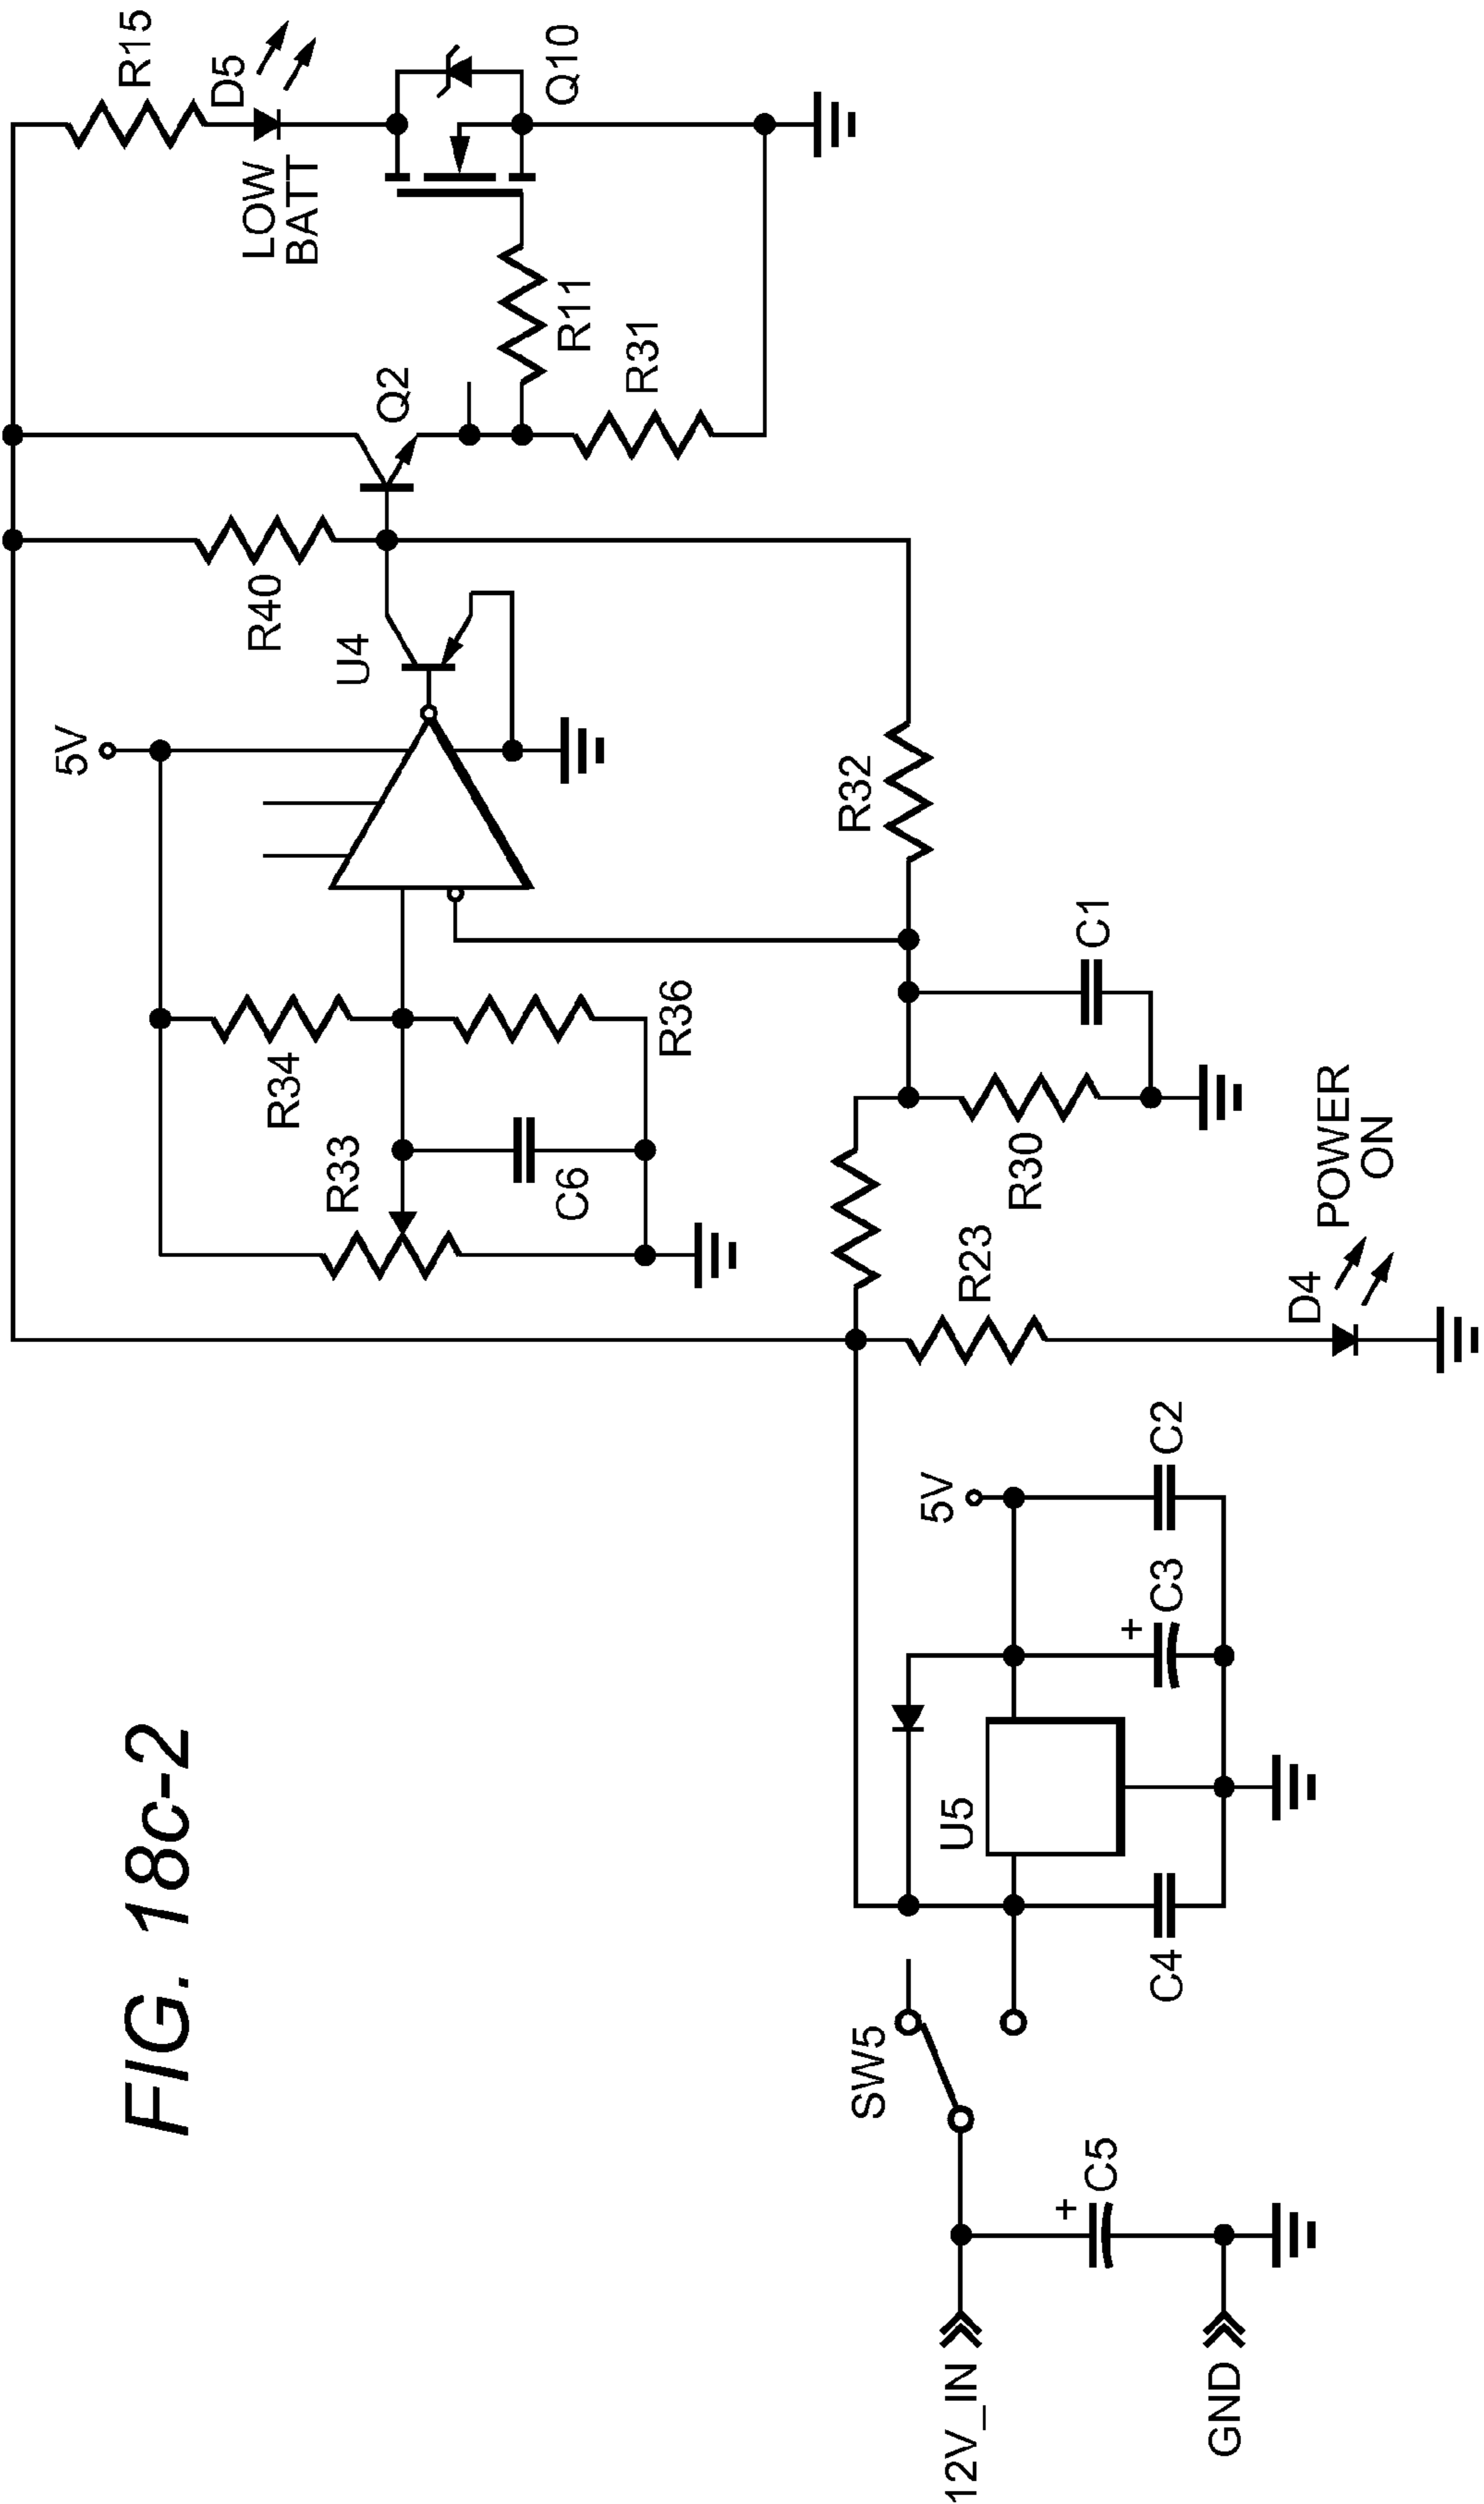 FIG. 18c-2
5V
R15
D5
LOW
BATT
Q10
R40
Q2
U4
R11
R31
R34
R33
R36
C6
R32
C1
R30
R23
D4
POWER
ON
5V
SW5
U5
C4
+
C3
C2
+
C5
12V_IN
GND